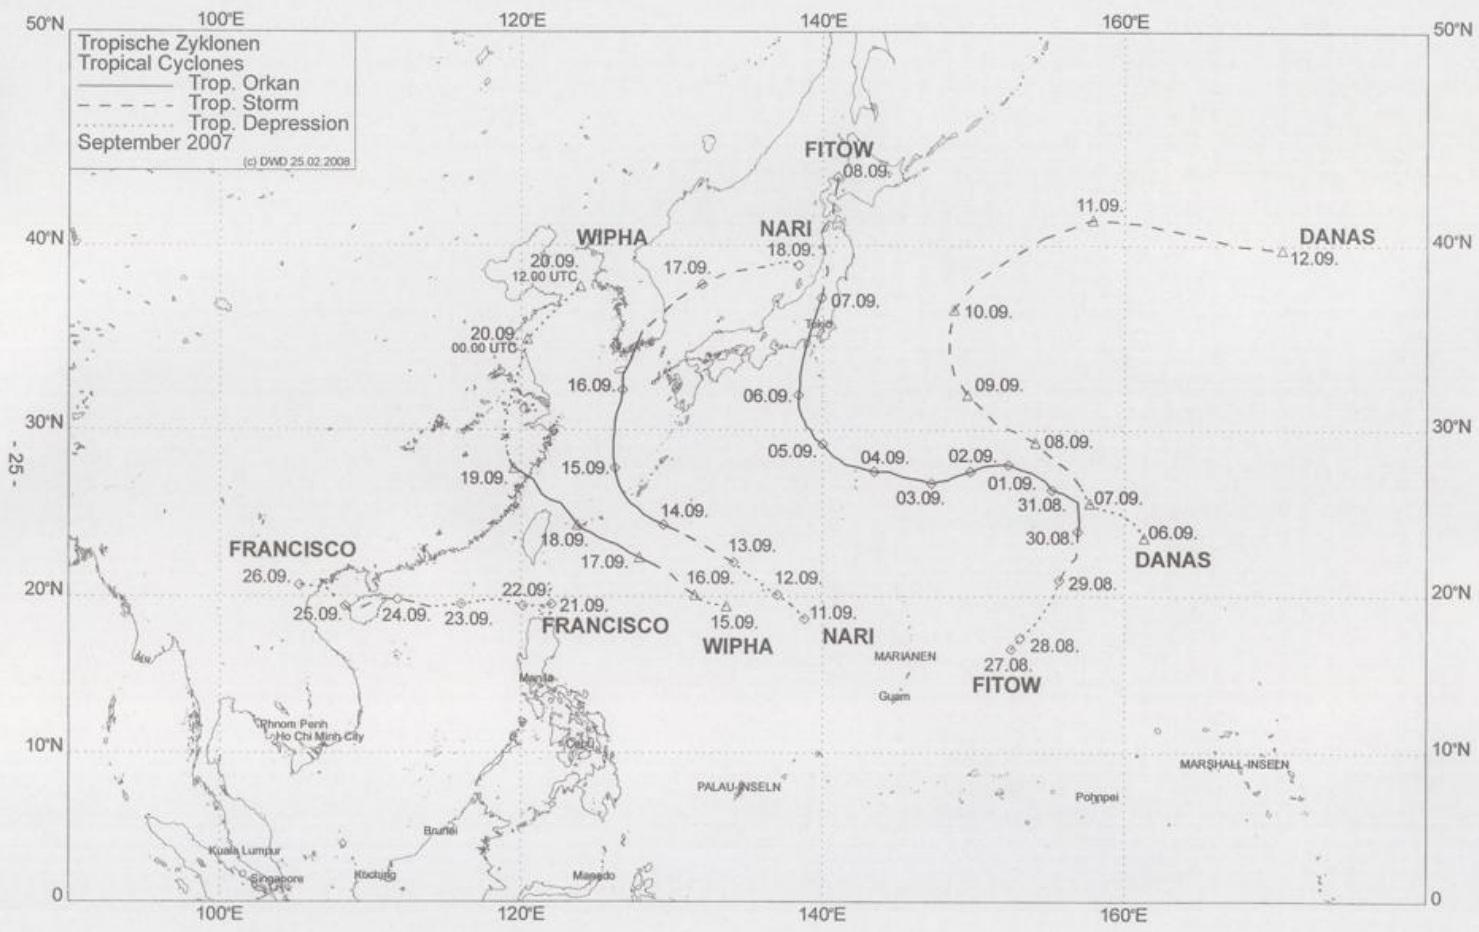 100°E 120°E 140°E 160°E
50°N 50°N
Tropische Zyklonen
Tropical Cyclones
Trop. Orkan
Trop. Storm
Trop. Depression
September 2007
(c) DWD 25.02.2008
FITOW
08.09.
11.09.
NARI
18.09.
WIPHA
DANAS
12.09.
40°N 40°N
20.09.
12.00 UTC
17.09.
07.09.
10.09.
Tokio
20.09.
00.00 UTC
16.09.
06.09.
09.09.
30°N 30°N
05.09.
04.09.
03.09.
02.09.
01.09.
08.09.
15.09.
19.09.
31.08.
07.09.
06.09.
DANAS
14.09.
18.09.
30.08.
- 25 -
FRANCISCO
26.09.
17.09.
13.09.
16.09.
12.09.
29.08.
20°N 20°N
25.09.
24.09.
23.09.
22.09.
21.09.
FRANCISCO
15.09.
WIPHA
11.09.
NARI
28.08.
27.08.
FITOW
MARIANEN
Guam
Manila
Phnom Penh
Ho Chi Minh City
Cebu
10°N 10°N
MARSHALL-INSELN
PALAU-INSELN
Pohnpei
Brunei
Kuala Lumpur
Singapore
Kuching
Manado
0 0
100°E 120°E 140°E 160°E